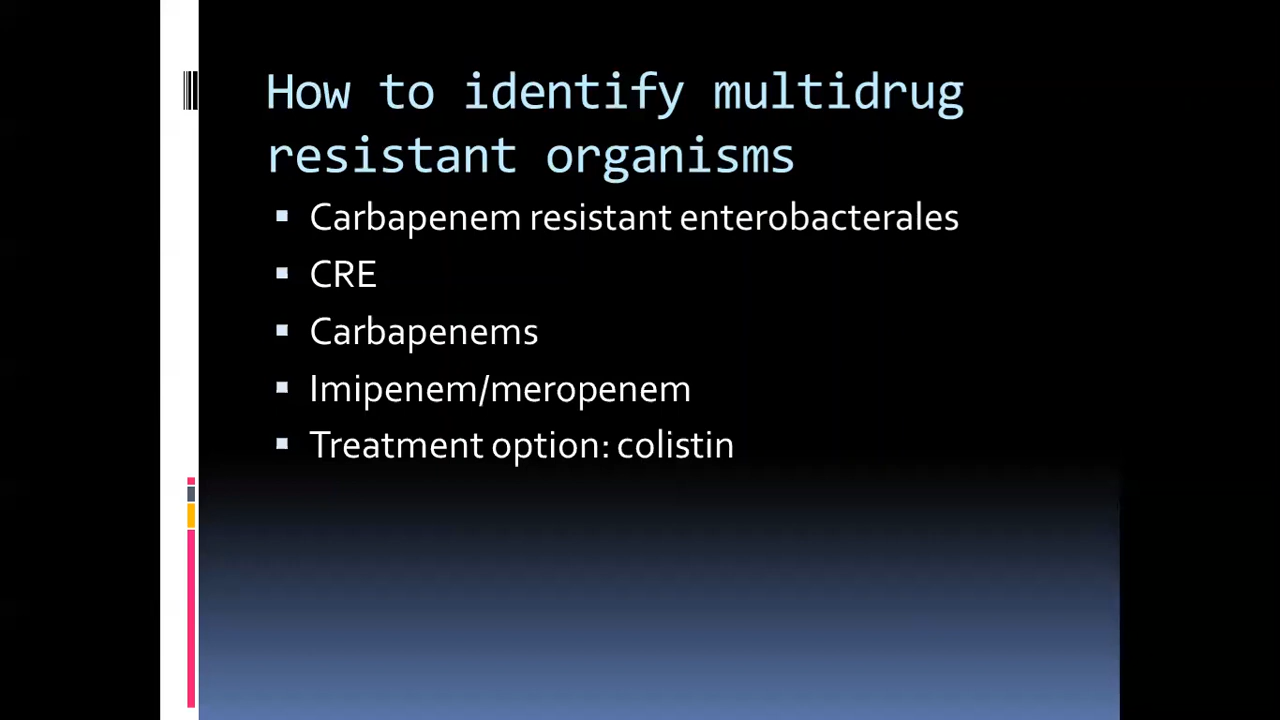 How to identify multidrug
resistant organisms
Carbapenem resistant enterobacterales
CRE
Carbapenems
Imipenem/meropenem
Treatment option: colistin